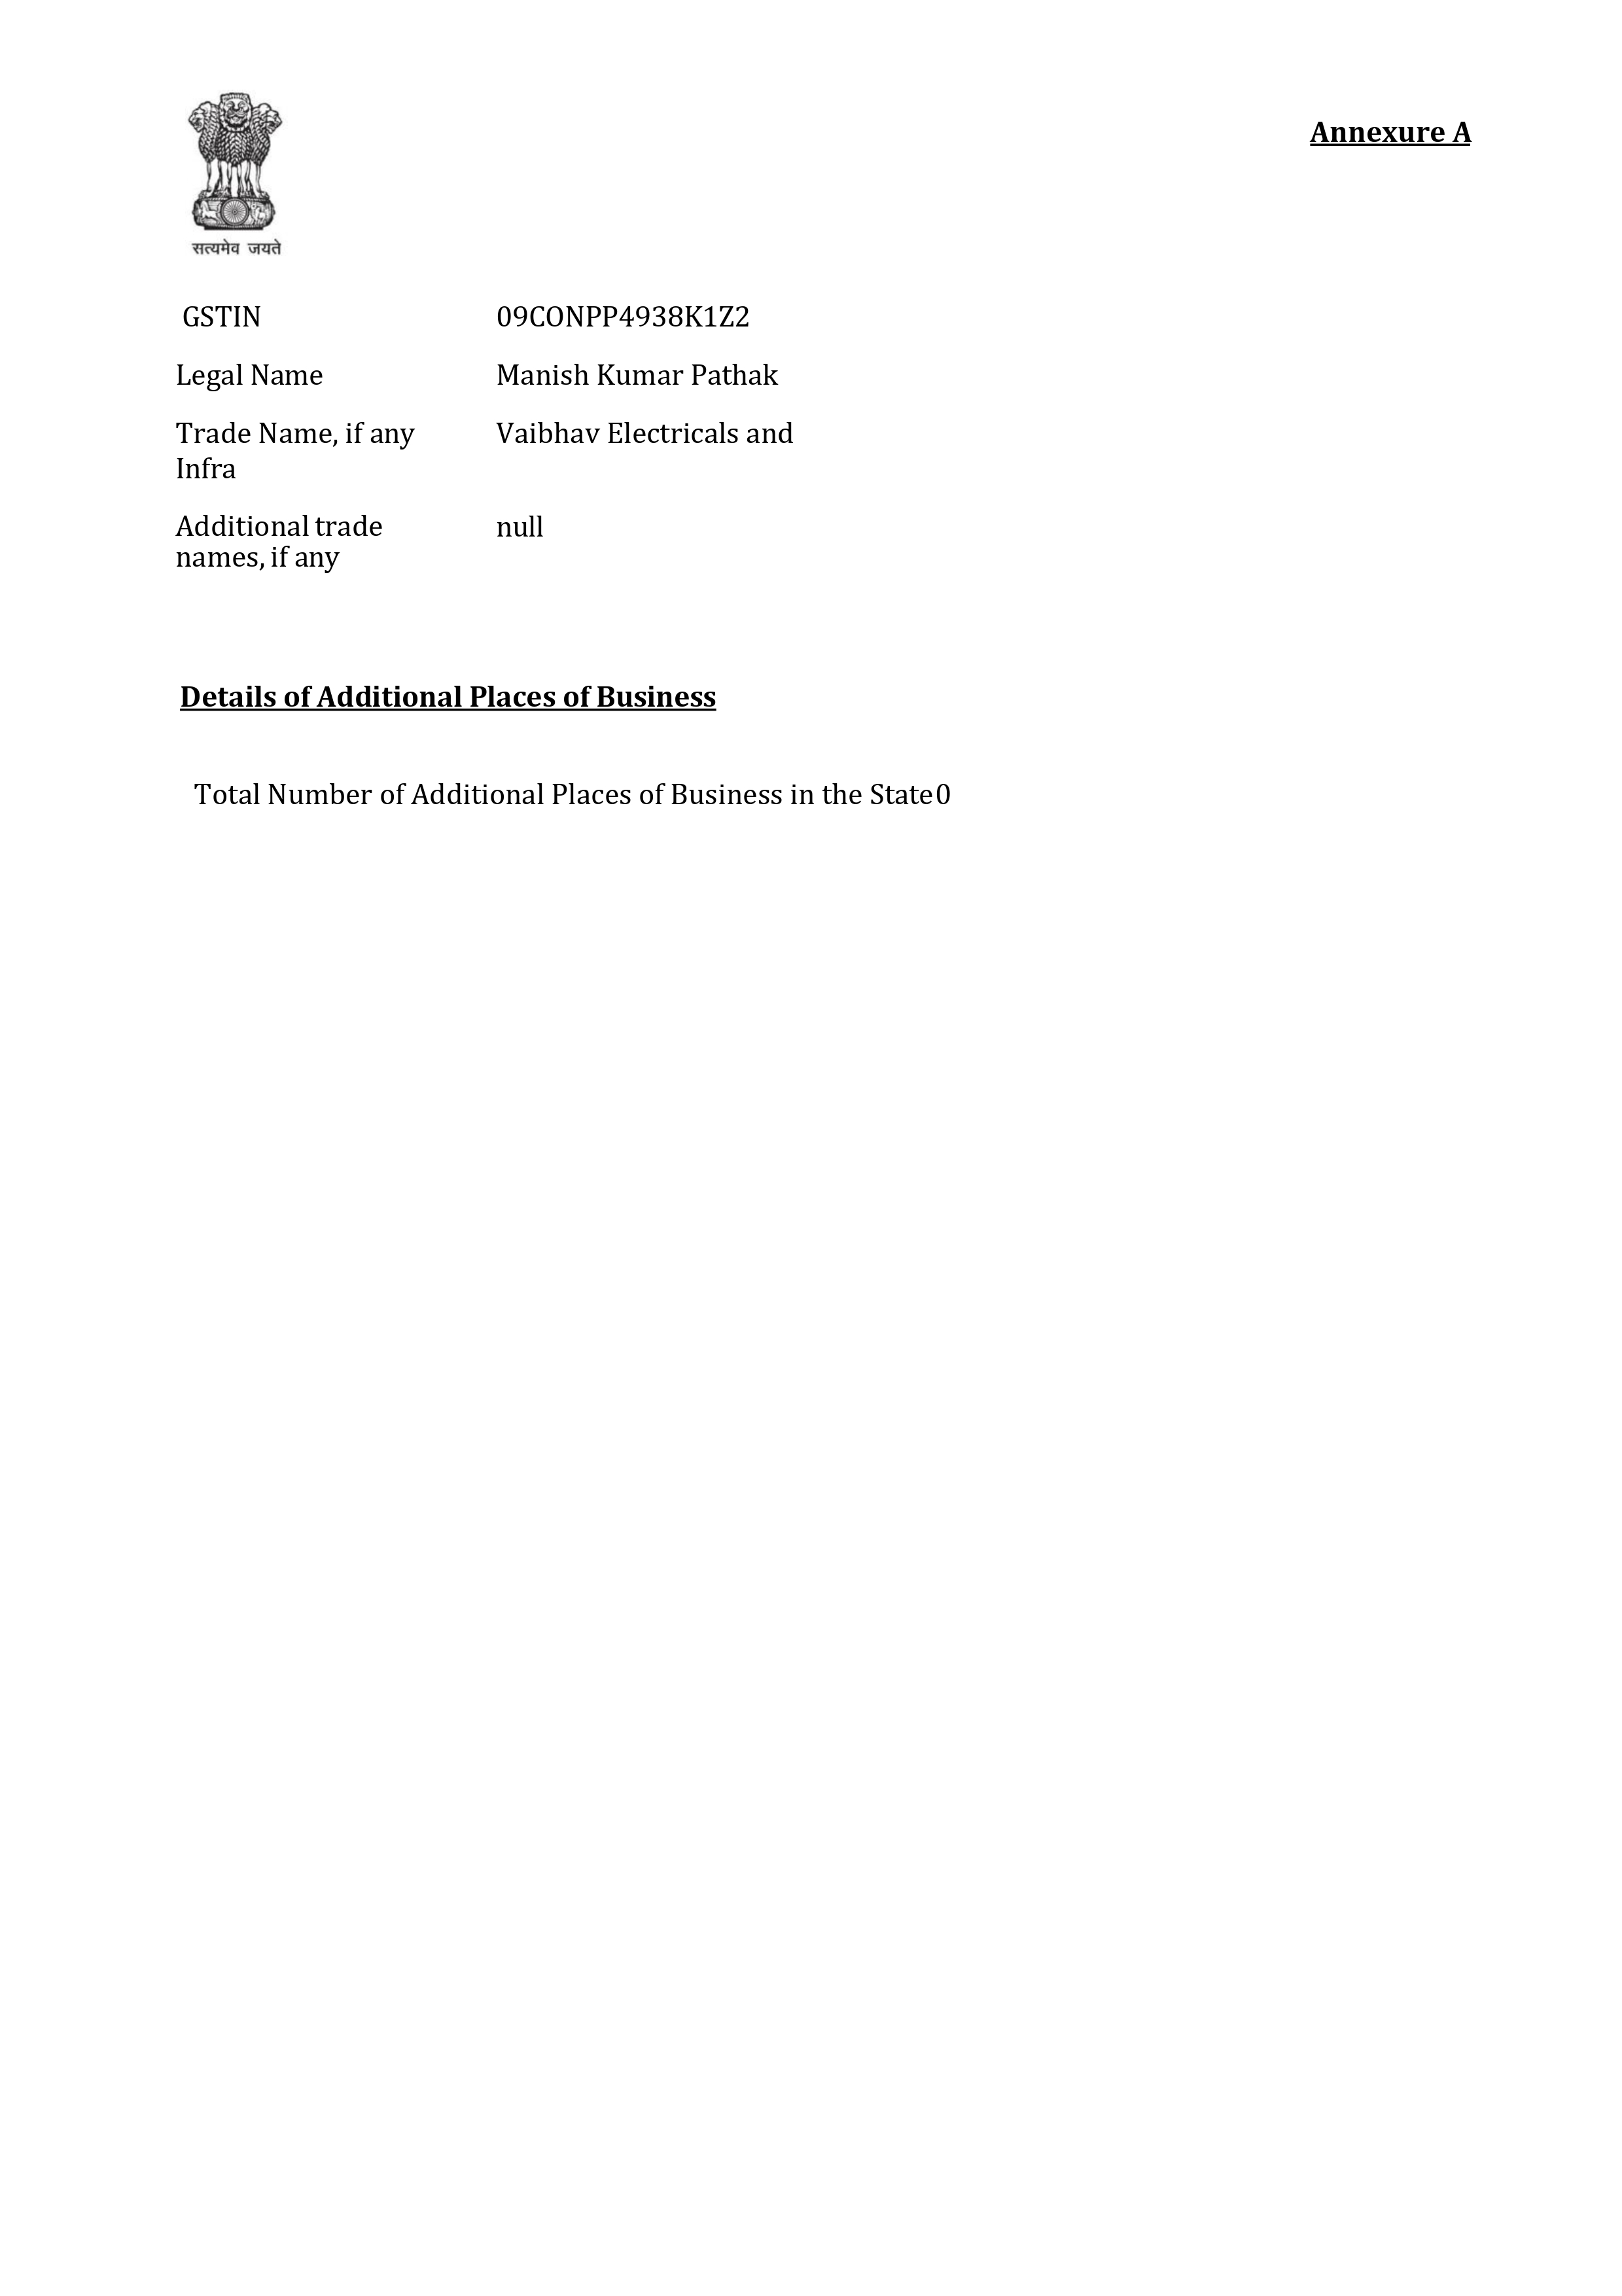 Annexure A
सत्यमेव जयते
GSTIN 09CONPP4938K1Z2
Legal Name Manish Kumar Pathak
Trade Name, if any Vaibhav Electricals and
Infra
Additional trade null
names, if any
Details of Additional Places of Business
Total Number of Additional Places of Business in the State0